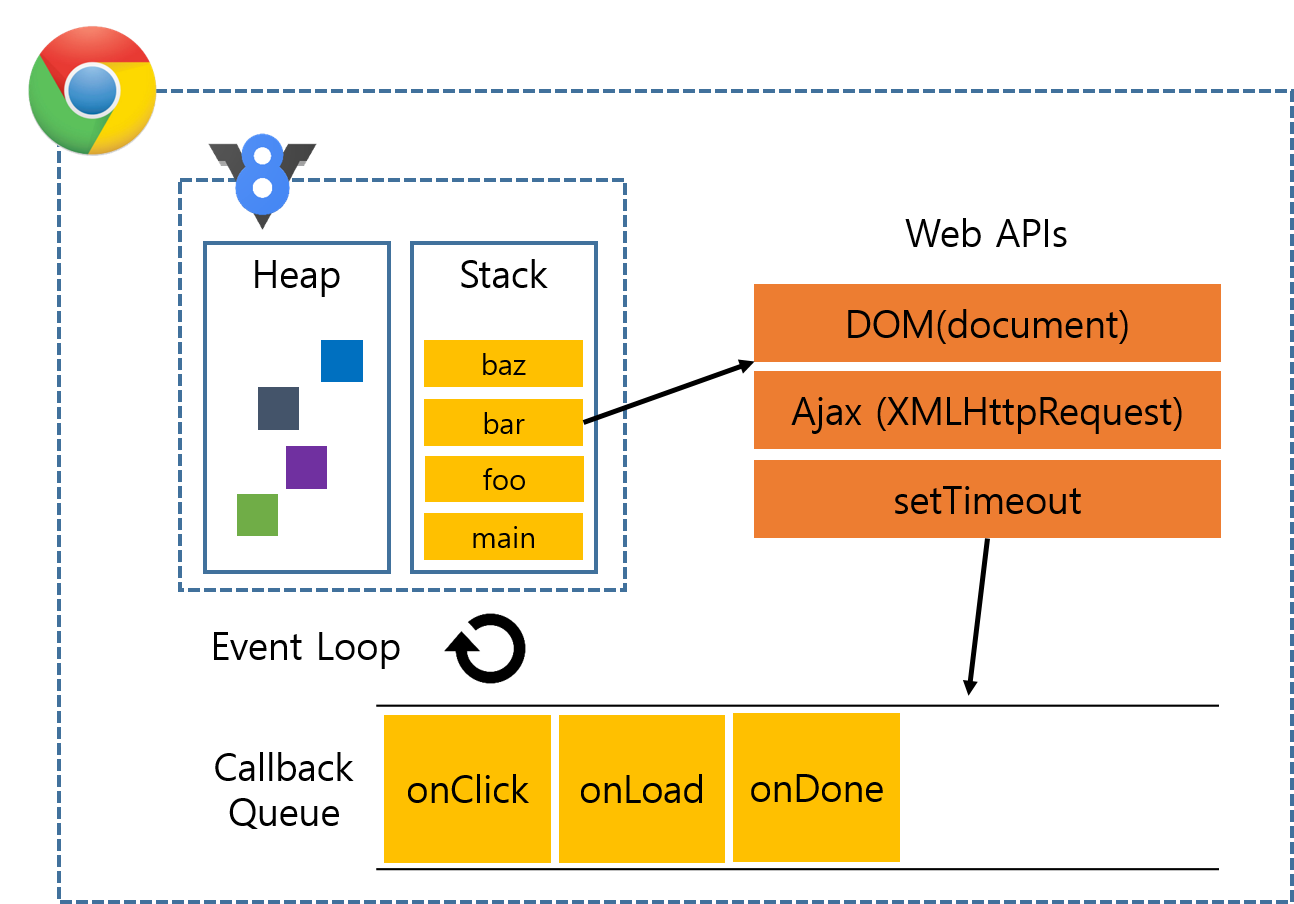 8
Heap
Stack
baz
bar
foo
main
Web APIs
DOM(document)
Ajax (XMLHttpRequest)
setTimeout
Event Loop
Callback
Queue
onClick
onLoad
onDone